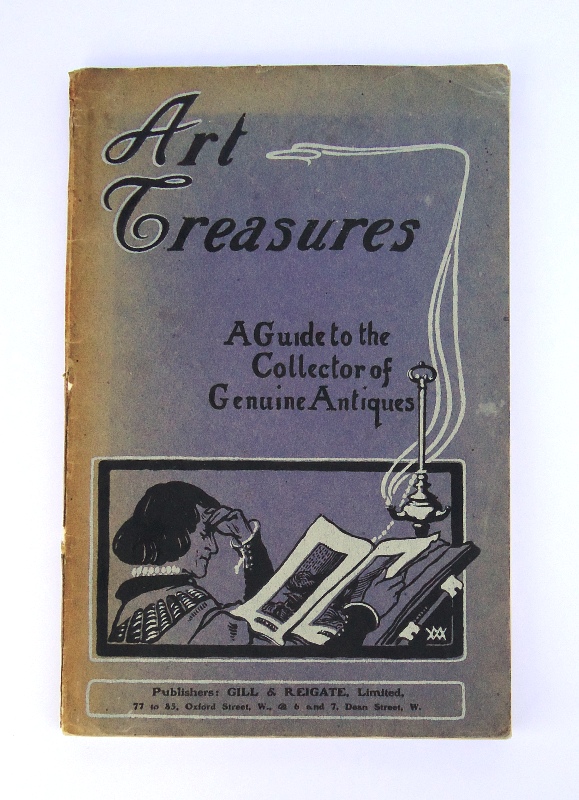 Art
Treasures
A Guide to the
Collector of
Genuine Antiques
Publishers: GILL & REIGATE, Limited,
77 to 85, Oxford Street, W., & 6 and 7, Dean Street, W.